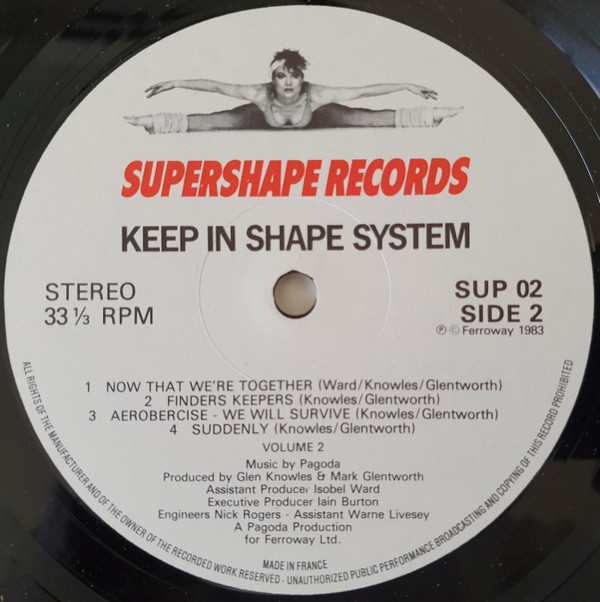 SUPERSHAPE RECORDS
KEEP IN SHAPE SYSTEM
STEREO
33 ⅓ RPM
SUP 02
SIDE 2
℗ © Ferroway 1983
1 NOW THAT WE'RE TOGETHER (Ward/Knowles/Glentworth)
2 FINDERS KEEPERS (Knowles/Glentworth)
3 AEROBERCISE - WE WILL SURVIVE (Knowles/Glentworth)
4 SUDDENLY (Knowles/Glentworth)
VOLUME 2
Music by Pagoda
Produced by Glen Knowles & Mark Glentworth
Assistant Producer Isobel Ward
Executive Producer Iain Burton
Engineers Nick Rogers - Assistant Warne Livesey
A Pagoda Production
for Ferroway Ltd.
MADE IN FRANCE
ALL RIGHTS OF THE MANUFACTURER AND OF THE OWNER OF THE RECORDED WORK RESERVED - UNAUTHORIZED PUBLIC PERFORMANCE BROADCASTING AND COPYING OF THIS RECORD PROHIBITED